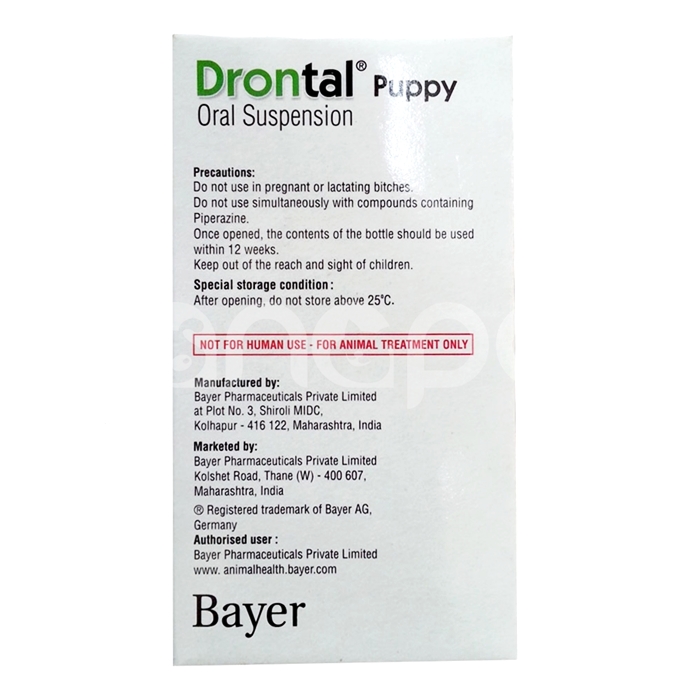 Drontal® Puppy
Oral Suspension
Precautions:
Do not use in pregnant or lactating bitches.
Do not use simultaneously with compounds containing
Piperazine.
Once opened, the contents of the bottle should be used
within 12 weeks.
Keep out of the reach and sight of children.
Special storage condition :
After opening, do not store above 25°C.
NOT FOR HUMAN USE - FOR ANIMAL TREATMENT ONLY
Manufactured by:
Bayer Pharmaceuticals Private Limited
at Plot No. 3, Shiroli MIDC,
Kolhapur - 416 122, Maharashtra, India
Marketed by:
Bayer Pharmaceuticals Private Limited
Kolshet Road, Thane (W) - 400 607,
Maharashtra, India
® Registered trademark of Bayer AG,
Germany
Authorised user :
Bayer Pharmaceuticals Private Limited
www. animalhealth.bayer.com
Bayer